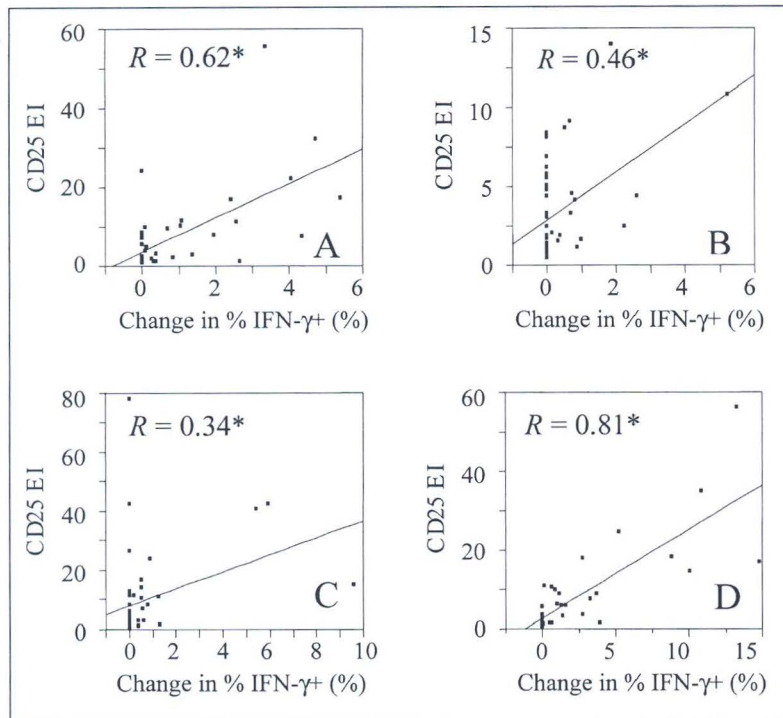 R = 0.62*
60
40
20
0
CD25 EI
A
0 2 4 6
Change in % IFN-γ+ (%)
R = 0.46*
15
10
5
0
CD25 EI
B
0 2 4 6
Change in % IFN-γ+ (%)
R = 0.34*
80
60
40
20
0
CD25 EI
C
0 2 4 6 8 10
Change in % IFN-γ+ (%)
R = 0.81*
60
40
20
0
CD25 EI
D
0 5 10 15
Change in % IFN-γ+ (%)